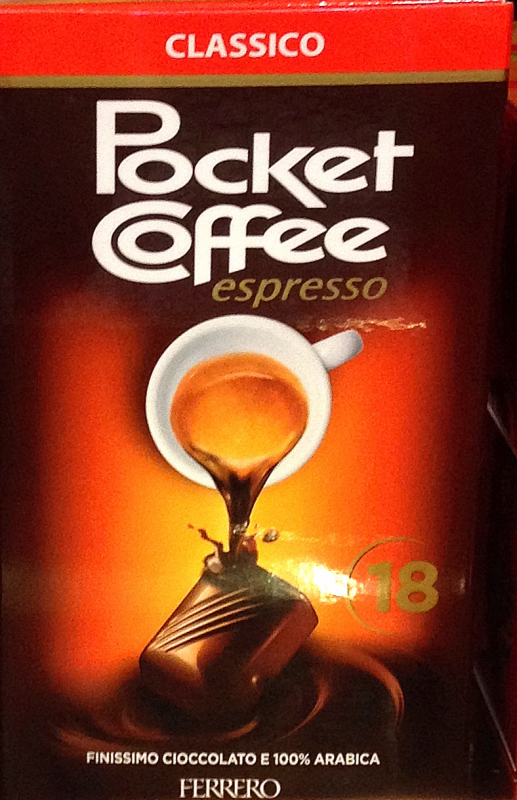 CLASSICO
Pocket
Coffee
espresso
18
FINISSIMO CIOCCOLATO E 100% ARABICA
FERRERO